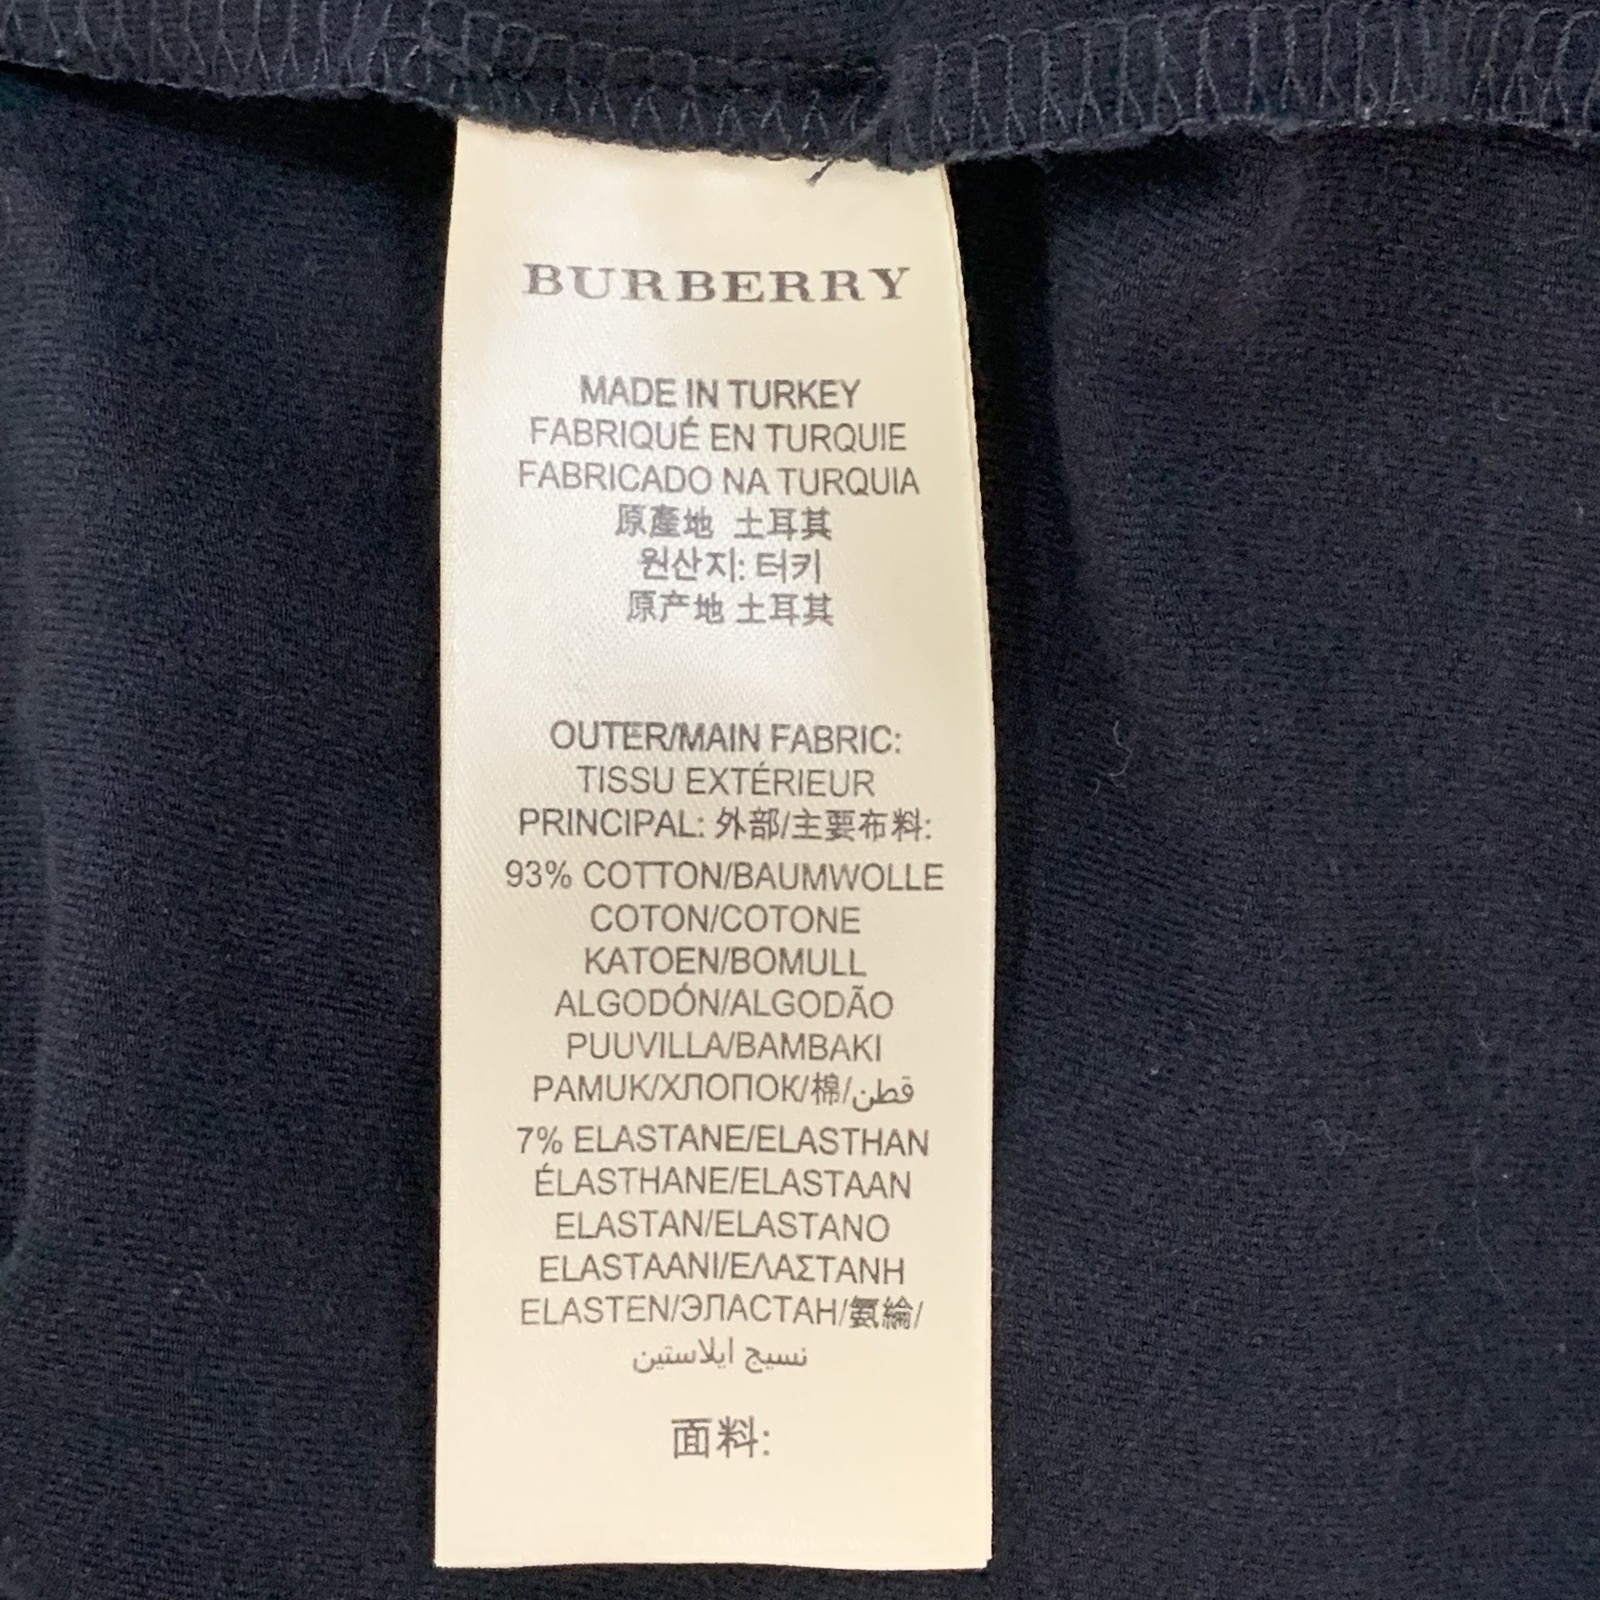 BURBERRY
MADE IN TURKEY
FABRIQUÉ EN TURQUIE
FABRICADO NA TURQUIA
原產地 土耳其
원산지: 터키
原产地 土耳其
OUTER/MAIN FABRIC:
TISSU EXTÉRIEUR
PRINCIPAL: 外部/主要布料:
93% COTTON/BAUMWOLLE
COTON/COTONE
KATOEN/BOMULL
ALGODÓN/ALGODÃO
PUUVILLA/BAMBAKI
PAMUK/ХЛОПОК/棉/قطن
7% ELASTANE/ELASTHAN
ÉLASTHANE/ELASTAAN
ELASTAN/ELASTANO
ELASTAANI/ΕΛΑΣΤΑΝΗ
ELASTEN/ЭЛАСТАН/氨綸/
نسيج ايلاستين
面料: